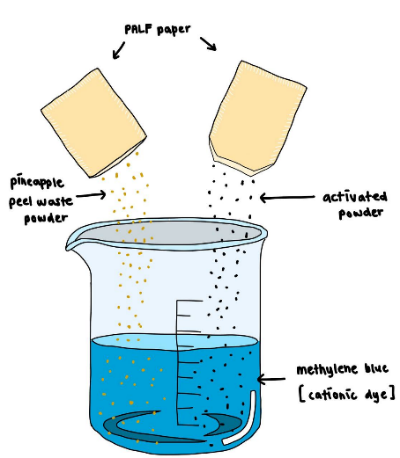 PALF paper
pineapple
peel waste
powder
activated
powder
methylene blue
[cationic dye]